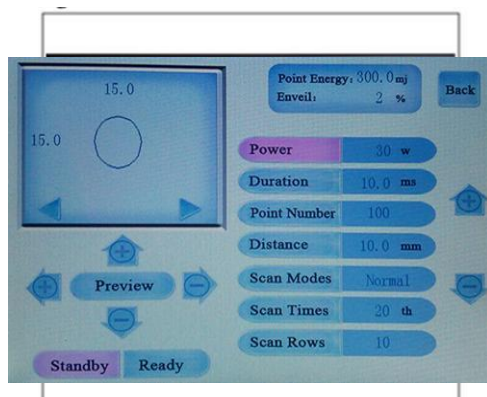 15.0
15.0
Point Energy: 300.0 mj
Enveil: 2 %
Back
Power 30 w
Duration 10.0 ms
Point Number 100
Distance 10.0 mm
Scan Modes Normal
Scan Times 20 th
Scan Rows 10
Preview
Standby Ready